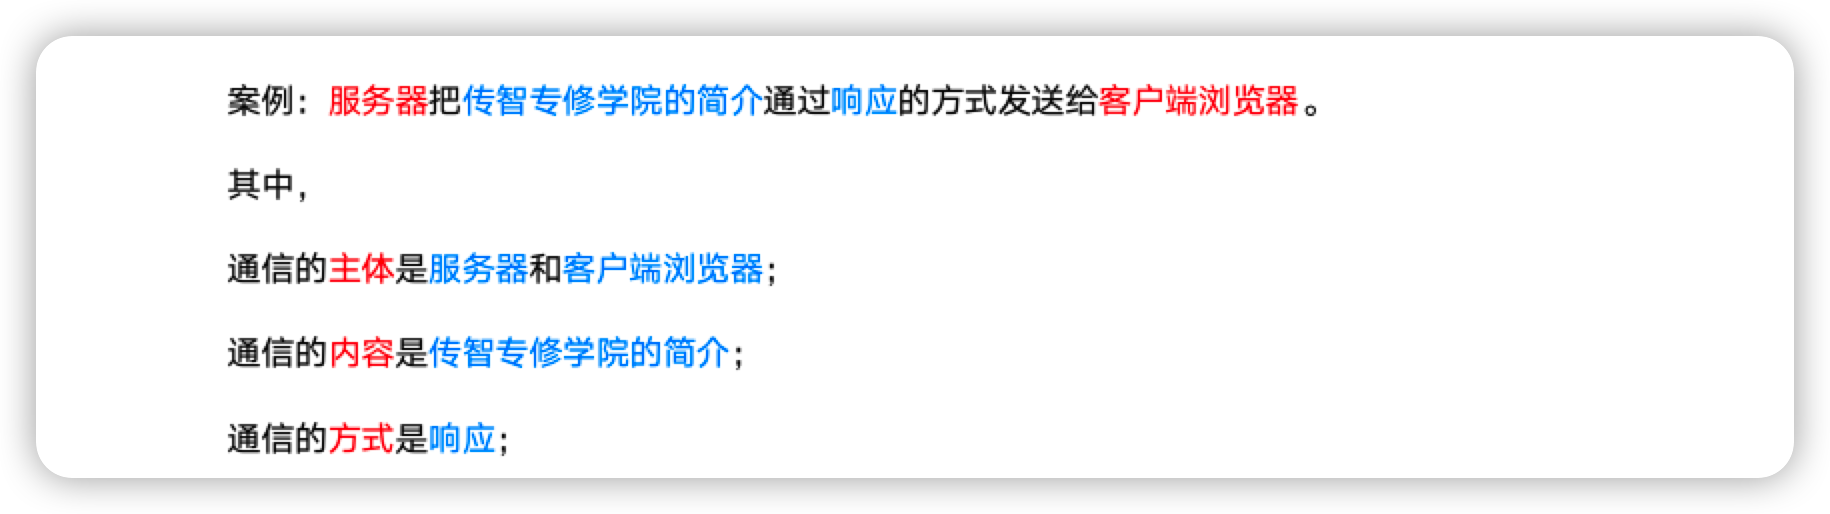 案例：服务器把传智专修学院的简介通过响应的方式发送给客户端浏览器。
其中，
通信的主体是服务器和客户端浏览器；
通信的内容是传智专修学院的简介；
通信的方式是响应；